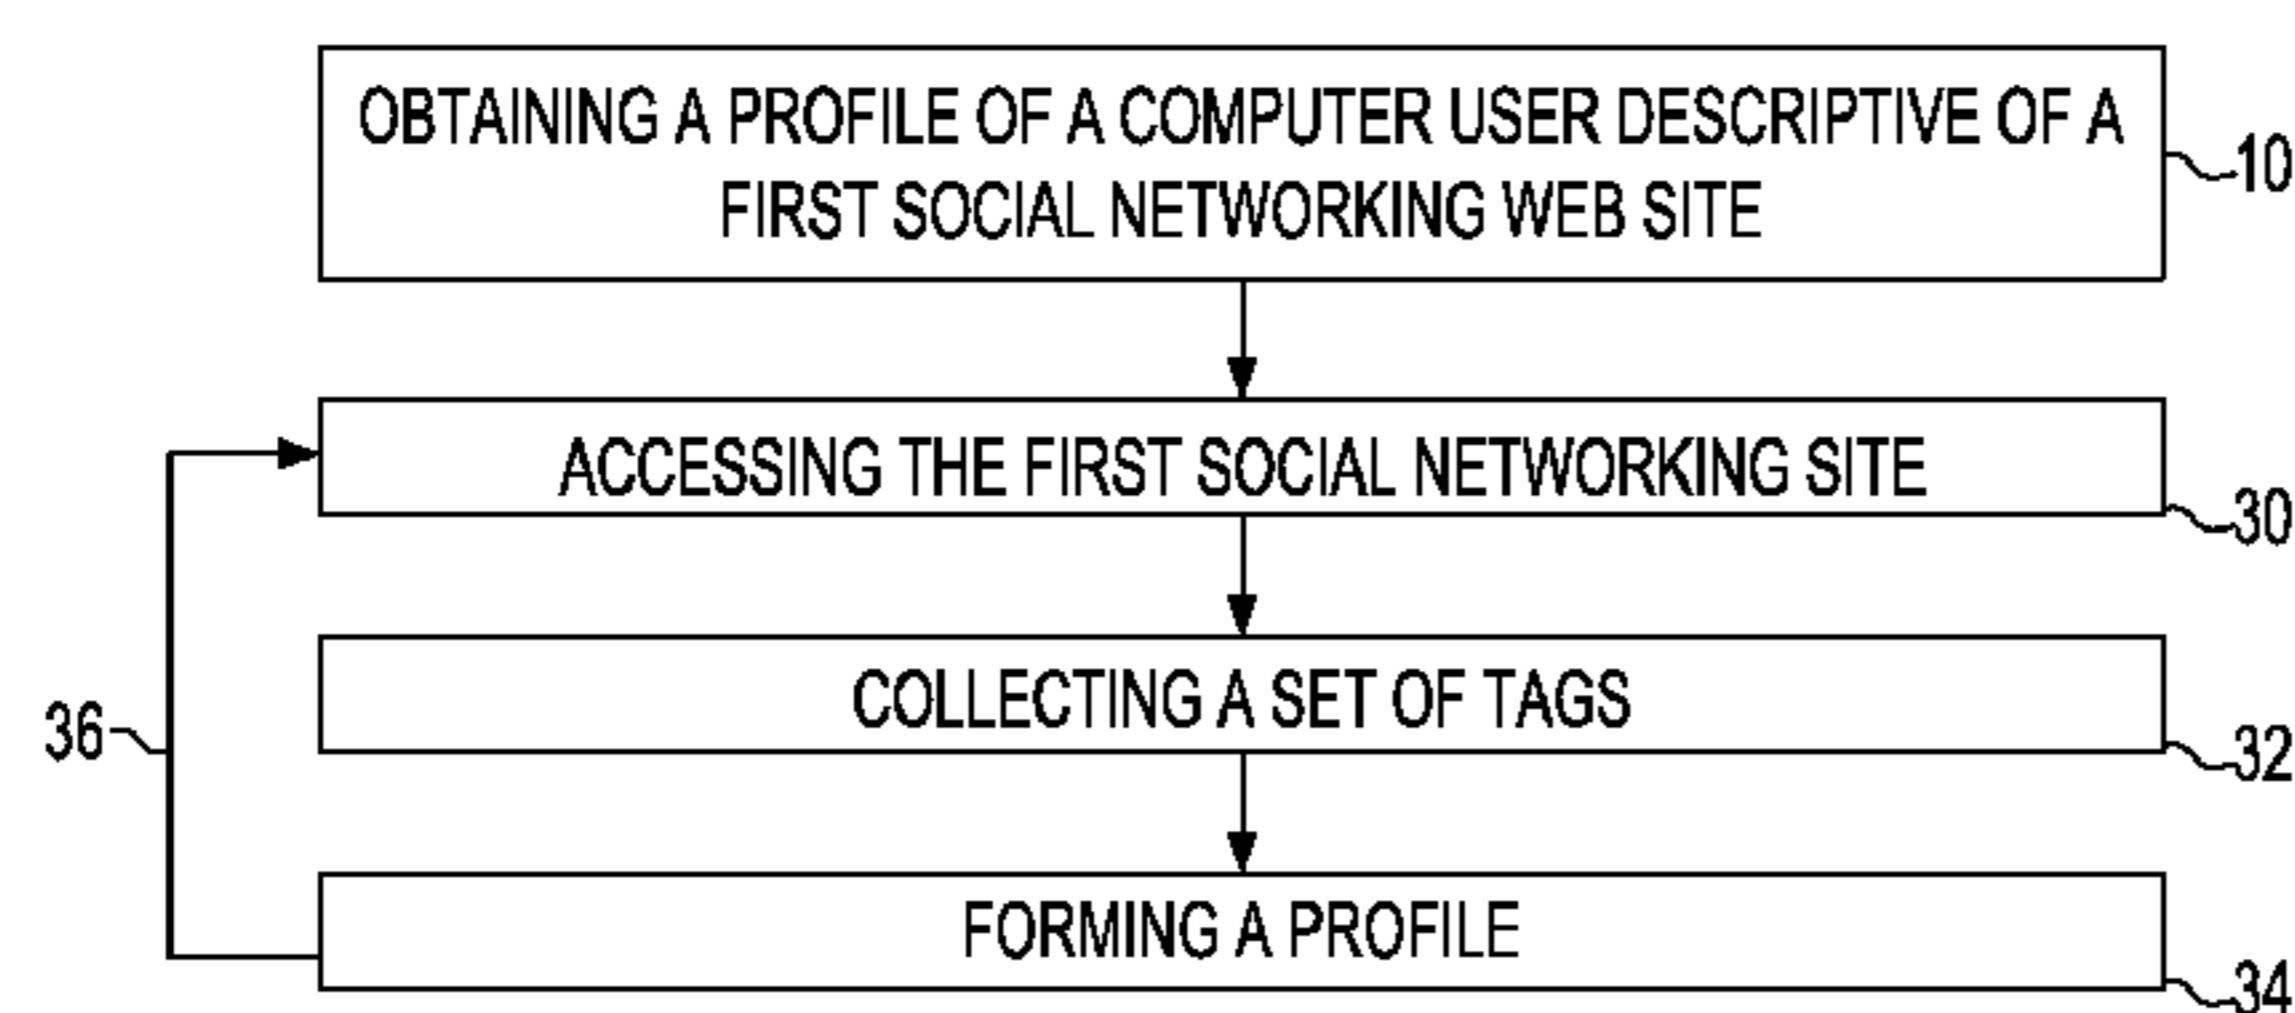 OBTAINING A PROFILE OF A COMPUTER USER DESCRIPTIVE OF A
FIRST SOCIAL NETWORKING WEB SITE
10
ACCESSING THE FIRST SOCIAL NETWORKING SITE
30
COLLECTING A SET OF TAGS
36
32
FORMING A PROFILE
34